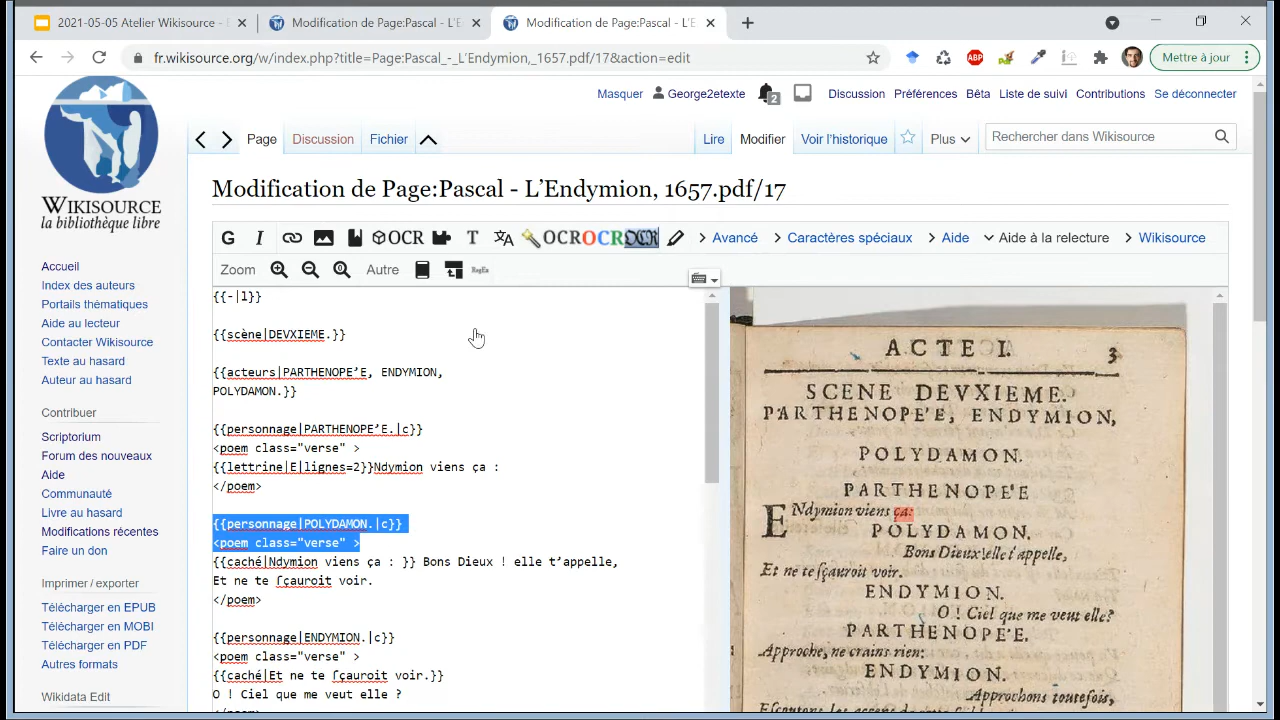 2021-05-05 Atelier Wikisource -
Modification de Page:Pascal - L'E
Modification de Page:Pascal - L'E
fr.wikisource.org/w/index.php?title=Page:Pascal_-_L'Endymion,_1657.pdf/17&action=edit
ABP
Mettre à jour
Masquer George2etexte 2 Discussion Préférences Bêta Liste de suivi Contributions Se déconnecter
Page Discussion Fichier Lire Modifier Voir l'historique Plus Rechercher dans Wikisource
WIKISOURCE
la bibliothèque libre
Modification de Page:Pascal - L'Endymion, 1657.pdf/17
G I OCR T OCR OCR OCR Avancé Caractères spéciaux Aide Aide à la relecture Wikisource
Zoom Autre RegEx
Accueil
Index des auteurs
Portails thématiques
Aide au lecteur
Contacter Wikisource
Texte au hasard
Auteur au hasard
Contribuer
Scriptorium
Forum des nouveaux
Aide
Communauté
Livre au hasard
Modifications récentes
Faire un don
Imprimer / exporter
Télécharger en EPUB
Télécharger en MOBI
Télécharger en PDF
Autres formats
Wikidata Edit
{{-|l}}
{{scène|DEVXIEME.}}
{{acteurs|PARTHENOPE'E, ENDYMION,
POLYDAMON.}}
{{personnage|PARTHENOPE'E.|c}}
<poem class="verse" >
{{lettrine|E|lignes=2}}Ndymion viens ça :
</poem>
{{personnage|POLYDAMON.|c}}
<poem class="verse" >
{{caché|Ndymion viens ça : }} Bons Dieux ! elle t'appelle,
Et ne te ſçauroit voir.
</poem>
{{personnage|ENDYMION.|c}}
<poem class="verse" >
{{caché|Et ne te ſçauroit voir.}}
O ! Ciel que me veut elle ?
</poem>
ACTE I. 3
SCENE DEVXIEME.
PARTHENOPE'E, ENDYMION,
POLYDAMON.
PARTHENOPE'E
ENdymion viens ça:
POLYDAMON.
Bons Dieux! elle t'appelle,
Et ne te ſçauroit voir.
ENDYMION.
O ! Ciel que me veut elle?
PARTHENOPE'E.
Approche, ne crains rien:
ENDYMION.
Approchons toutefois,